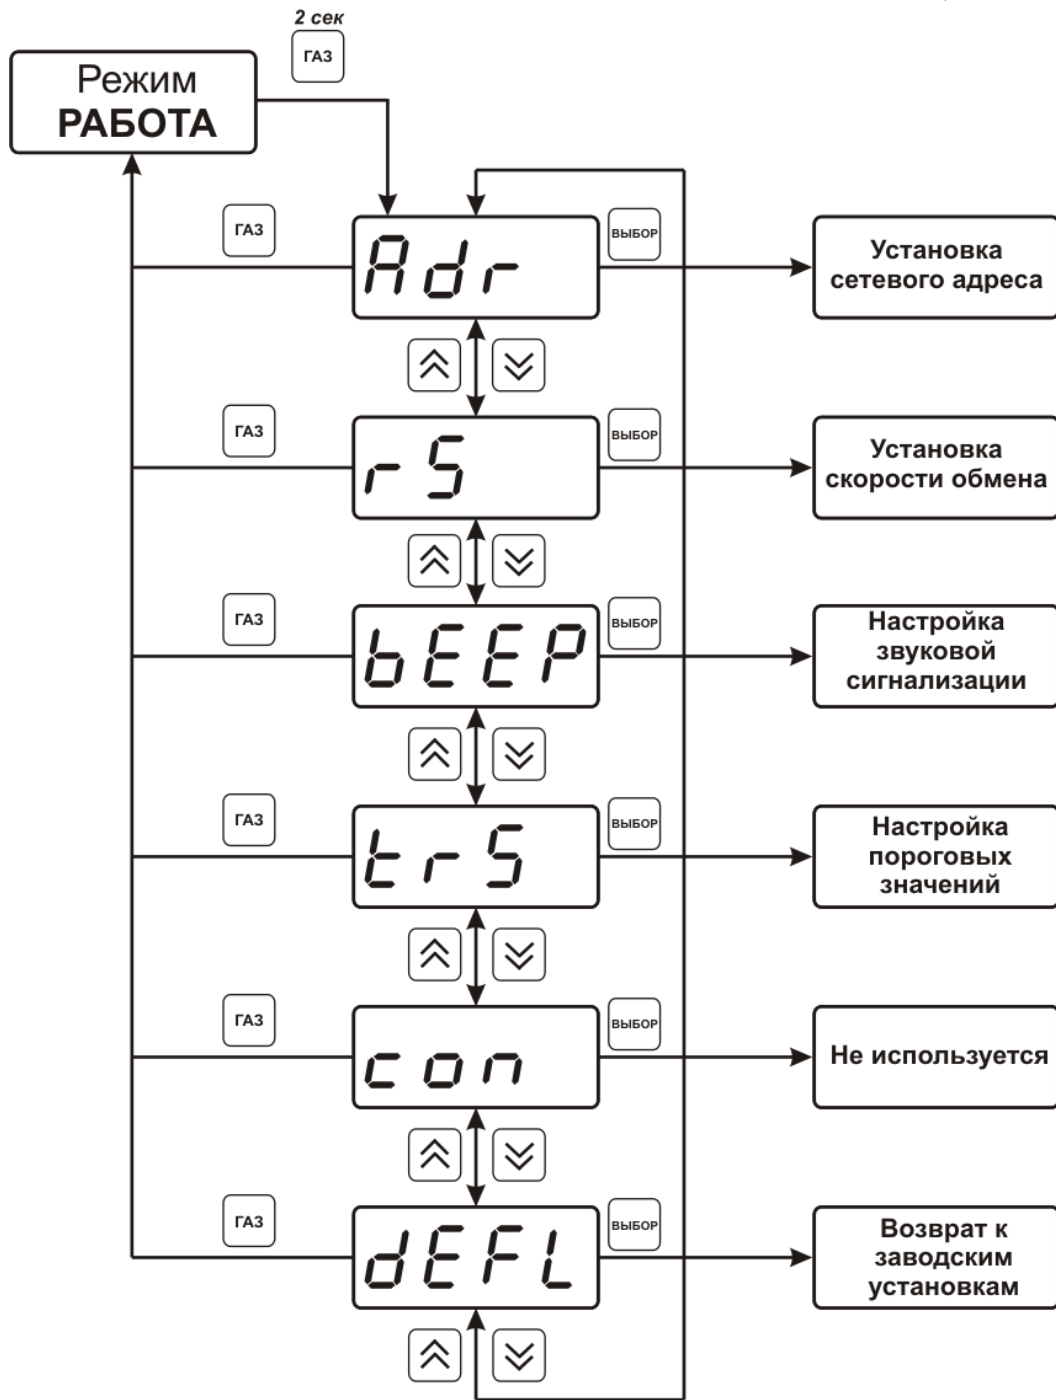 2 сек
ГАЗ
Режим
РАБОТА
ГАЗ
Adr
ВЫБОР
Установка
сетевого адреса
ГАЗ
rS
ВЫБОР
Установка
скорости обмена
ГАЗ
bEEP
ВЫБОР
Настройка
звуковой
сигнализации
ГАЗ
trS
ВЫБОР
Настройка
пороговых
значений
ГАЗ
con
ВЫБОР
Не используется
ГАЗ
dEFL
ВЫБОР
Возврат к
заводским
установкам